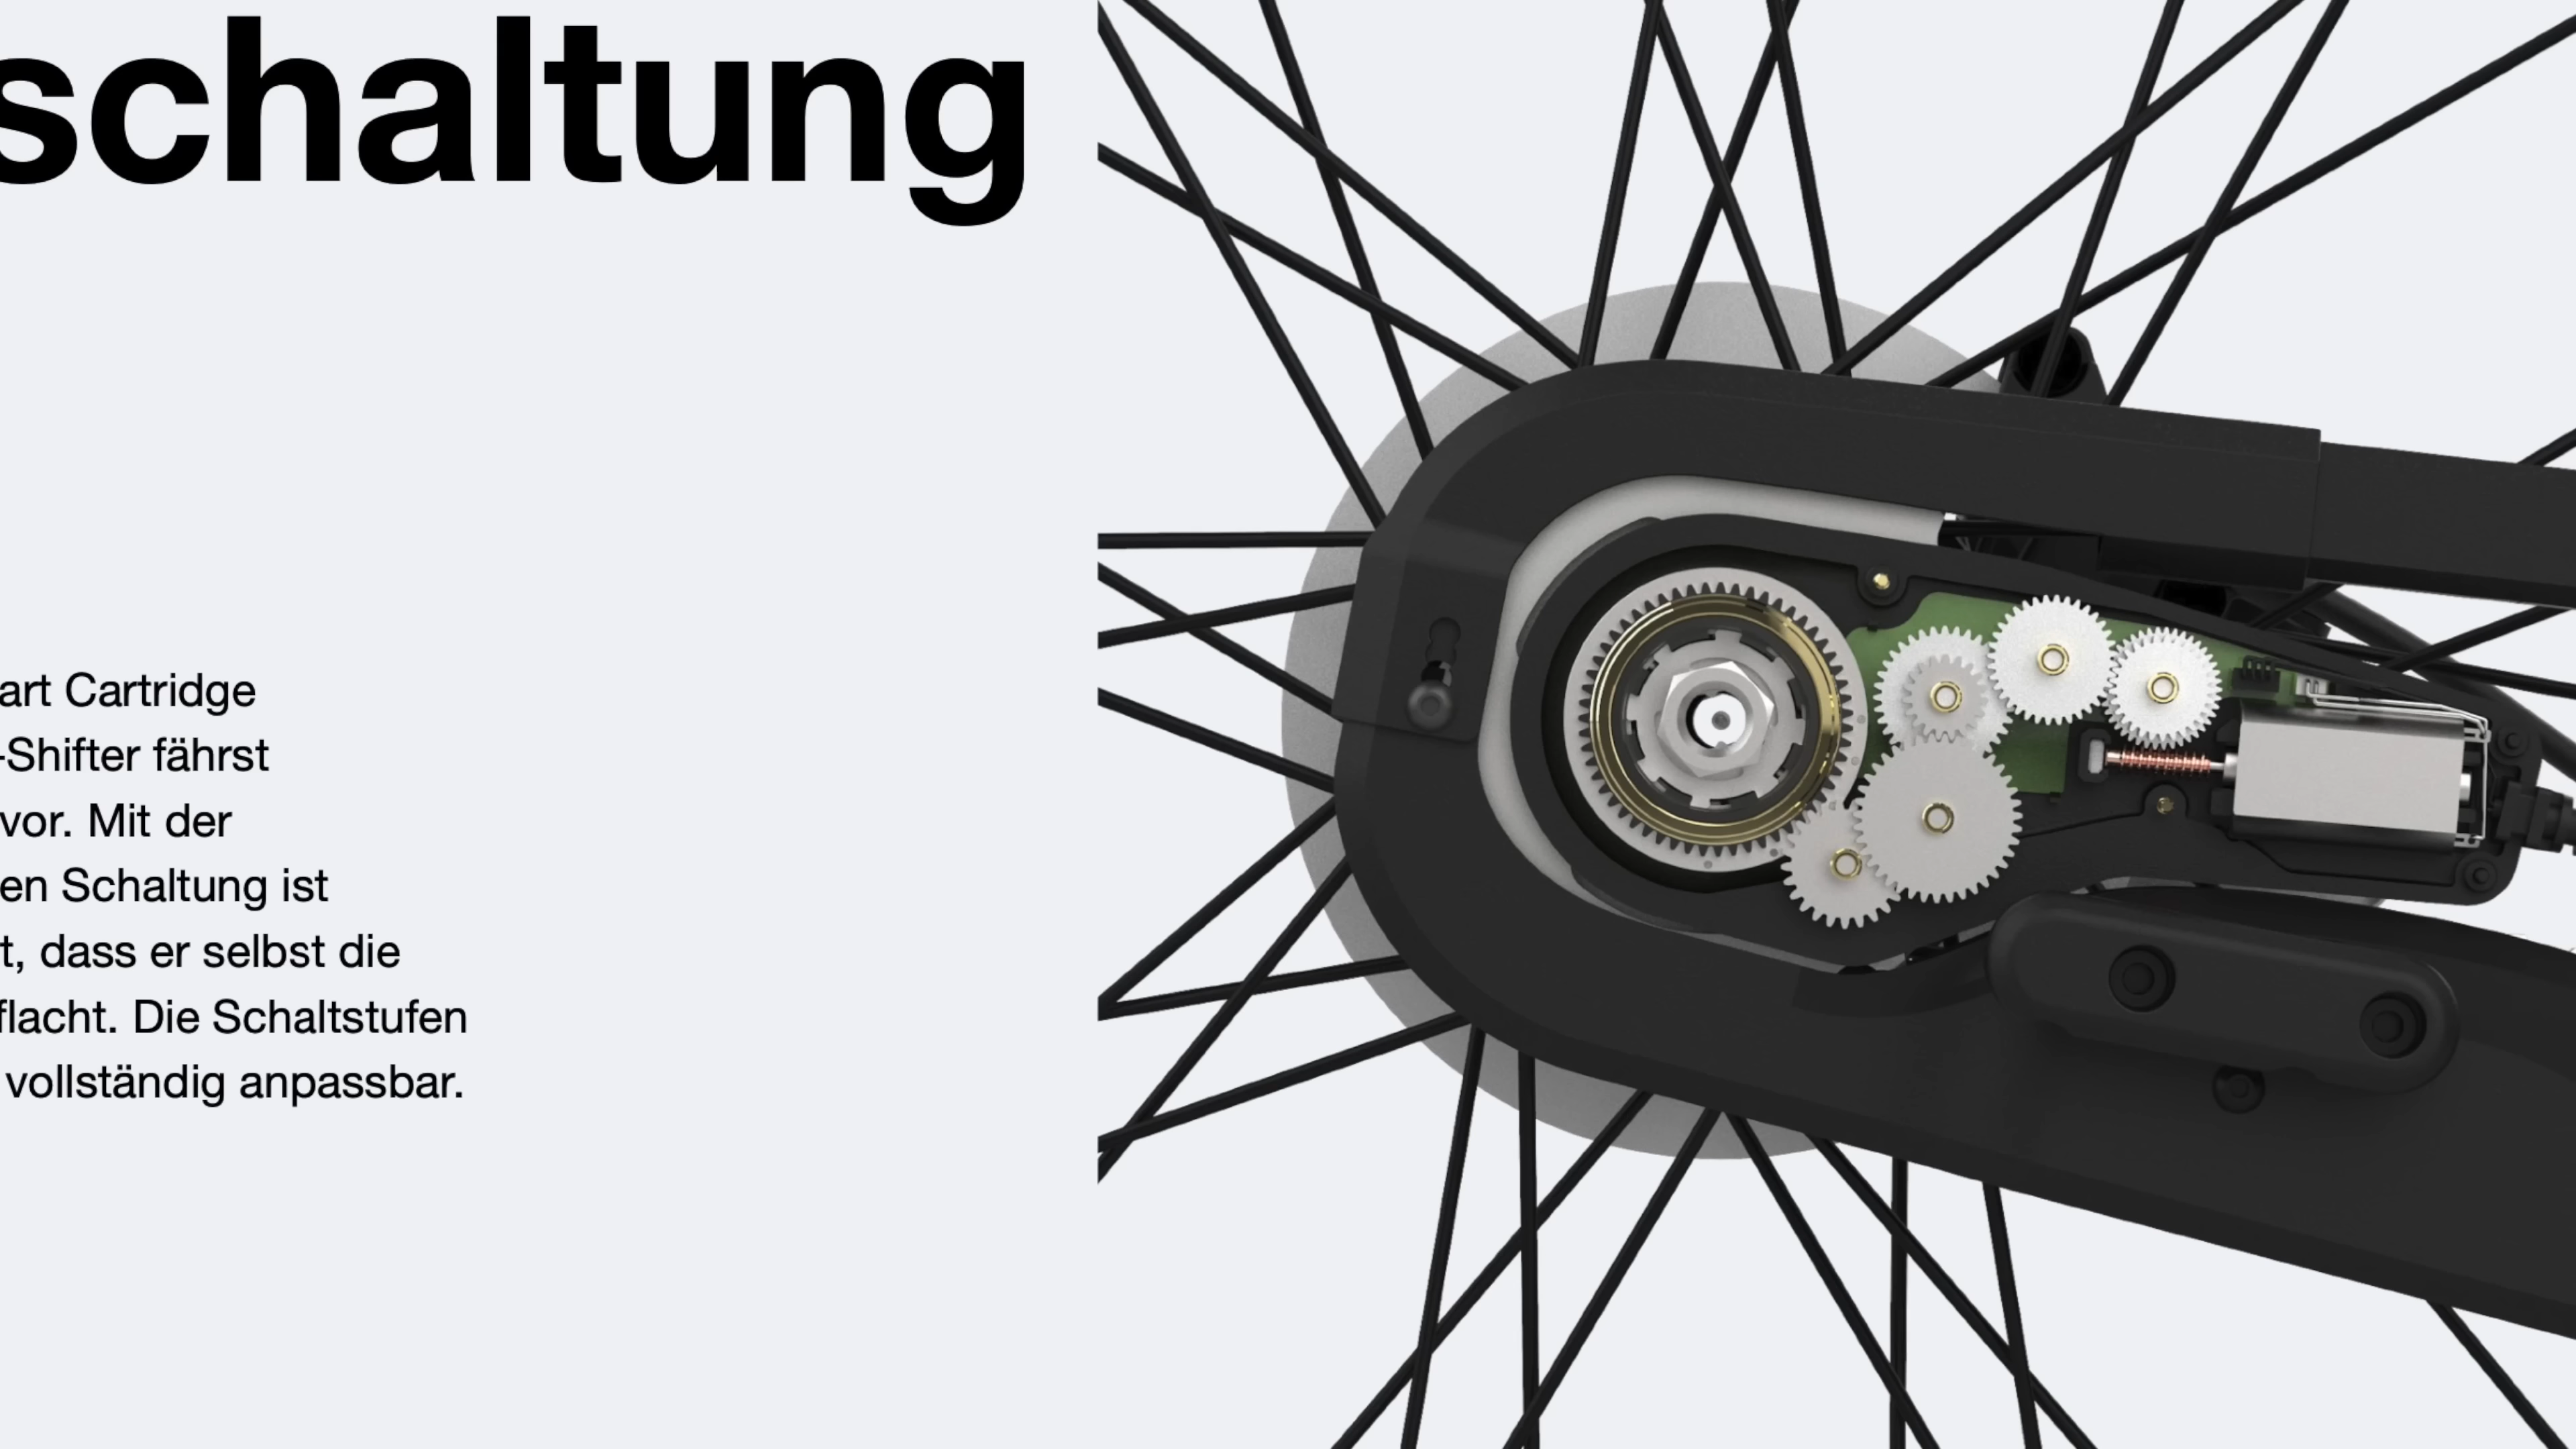 schaltung
art Cartridge
-Shifter fährst
vor. Mit der
en Schaltung ist
t, dass er selbst die
flacht. Die Schaltstufen
vollständig anpassbar.